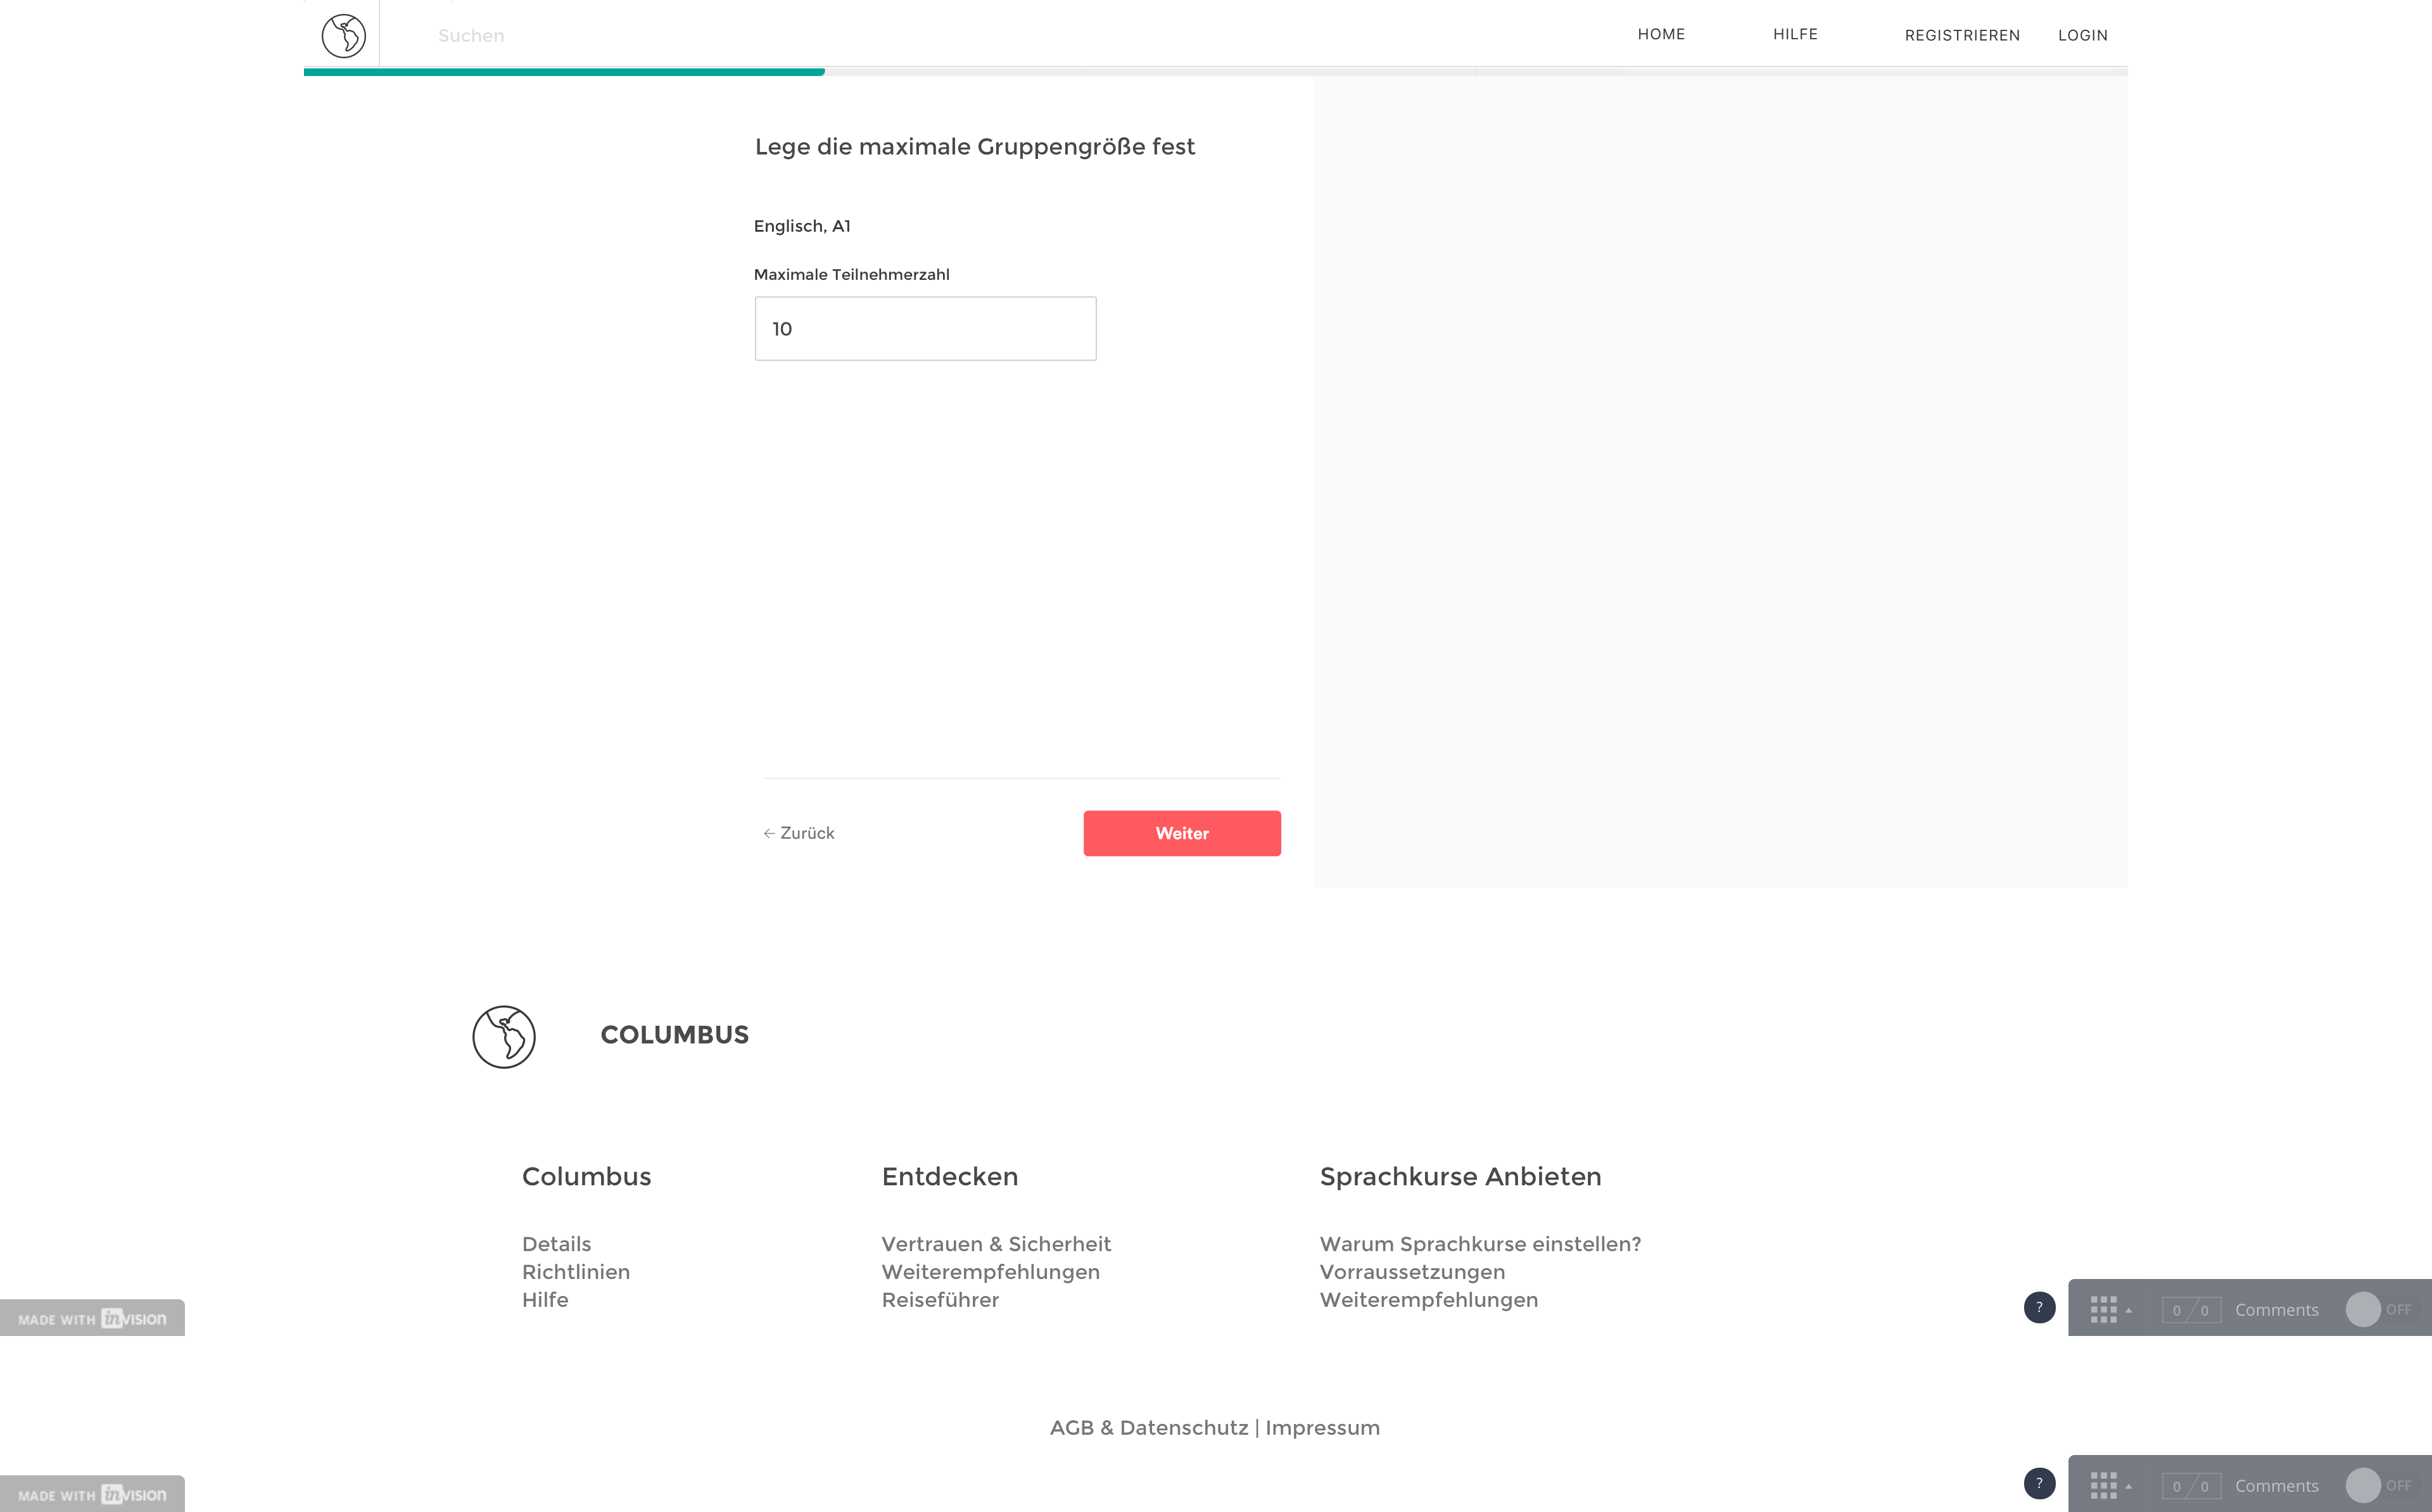 Suchen
HOME
HILFE
REGISTRIEREN
LOGIN
Lege die maximale Gruppengröße fest
Englisch, A1
Maximale Teilnehmerzahl
10
← Zurück
Weiter
COLUMBUS
Columbus
Details
Richtlinien
Hilfe
Entdecken
Vertrauen & Sicherheit
Weiterempfehlungen
Reiseführer
Sprachkurse Anbieten
Warum Sprachkurse einstellen?
Vorraussetzungen
Weiterempfehlungen
MADE WITH invision
?
0 / 0 Comments OFF
AGB & Datenschutz | Impressum
MADE WITH invision
?
0 / 0 Comments OFF